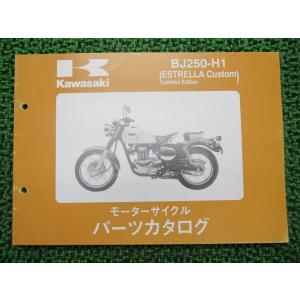 Kawasaki
BJ250-H1
(ESTRELLA Custom)
Limited Edition
モーターサイクル
パーツカタログ